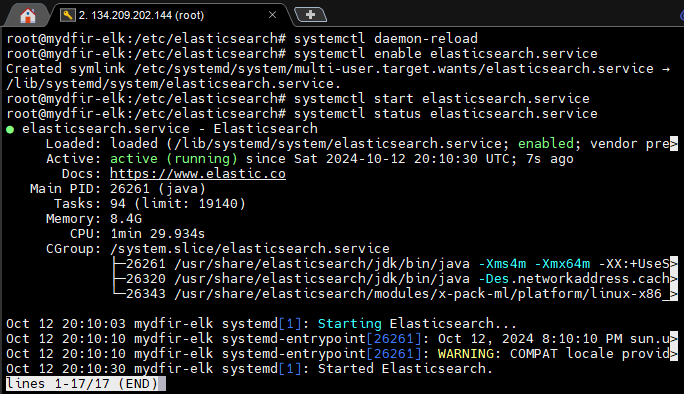 2. 134.209.202.144 (root)
root@mydfir-elk:/etc/elasticsearch# systemctl daemon-reload
root@mydfir-elk:/etc/elasticsearch# systemctl enable elasticsearch.service
Created symlink /etc/systemd/system/multi-user.target.wants/elasticsearch.service →
/lib/systemd/system/elasticsearch.service.
root@mydfir-elk:/etc/elasticsearch# systemctl start elasticsearch.service
root@mydfir-elk:/etc/elasticsearch# systemctl status elasticsearch.service
● elasticsearch.service - Elasticsearch
     Loaded: loaded (/lib/systemd/system/elasticsearch.service; enabled; vendor pre>
     Active: active (running) since Sat 2024-10-12 20:10:30 UTC; 7s ago
       Docs: https://www.elastic.co
   Main PID: 26261 (java)
      Tasks: 94 (limit: 19140)
     Memory: 8.4G
        CPU: 1min 29.934s
     CGroup: /system.slice/elasticsearch.service
             ├─26261 /usr/share/elasticsearch/jdk/bin/java -Xms4m -Xmx64m -XX:+UseS>
             ├─26320 /usr/share/elasticsearch/jdk/bin/java -Des.networkaddress.cach>
             └─26343 /usr/share/elasticsearch/modules/x-pack-ml/platform/linux-x86_>
Oct 12 20:10:03 mydfir-elk systemd[1]: Starting Elasticsearch...
Oct 12 20:10:10 mydfir-elk systemd-entrypoint[26261]: Oct 12, 2024 8:10:10 PM sun.u>
Oct 12 20:10:10 mydfir-elk systemd-entrypoint[26261]: WARNING: COMPAT locale provid>
Oct 12 20:10:30 mydfir-elk systemd[1]: Started Elasticsearch.
lines 1-17/17 (END)